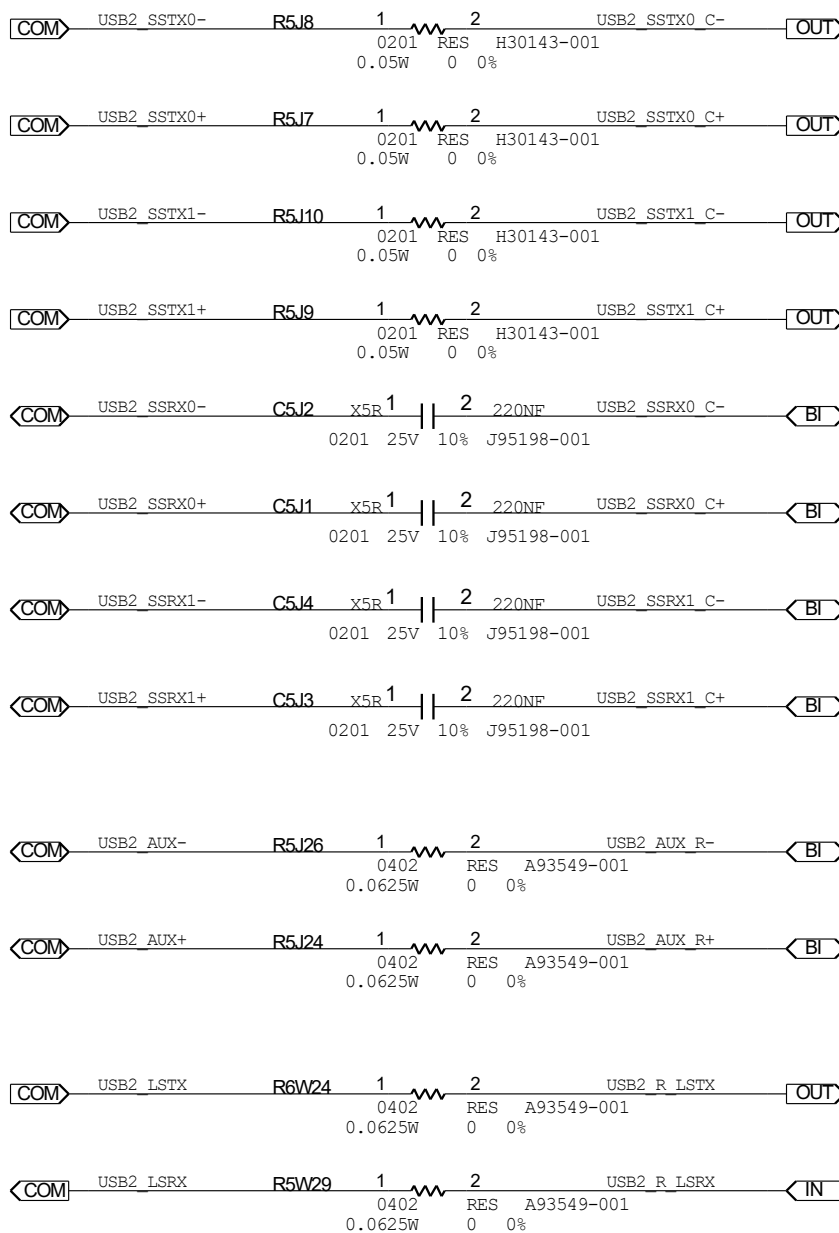 COM USB2_SSTX0- R5J8 1 2 USB2_SSTX0_C- OUT
0201 RES H30143-001
0.05W 0 0%
COM USB2_SSTX0+ R5J7 1 2 USB2_SSTX0_C+ OUT
0201 RES H30143-001
0.05W 0 0%
COM USB2_SSTX1- R5J10 1 2 USB2_SSTX1_C- OUT
0201 RES H30143-001
0.05W 0 0%
COM USB2_SSTX1+ R5J9 1 2 USB2_SSTX1_C+ OUT
0201 RES H30143-001
0.05W 0 0%
COM USB2_SSRX0- C5J2 X5R 1 2 220NF USB2_SSRX0_C- BI
0201 25V 10% J95198-001
COM USB2_SSRX0+ C5J1 X5R 1 2 220NF USB2_SSRX0_C+ BI
0201 25V 10% J95198-001
COM USB2_SSRX1- C5J4 X5R 1 2 220NF USB2_SSRX1_C- BI
0201 25V 10% J95198-001
COM USB2_SSRX1+ C5J3 X5R 1 2 220NF USB2_SSRX1_C+ BI
0201 25V 10% J95198-001
COM USB2_AUX- R5J26 1 2 USB2_AUX_R- BI
0402 RES A93549-001
0.0625W 0 0%
COM USB2_AUX+ R5J24 1 2 USB2_AUX_R+ BI
0402 RES A93549-001
0.0625W 0 0%
COM USB2_LSTX R6W24 1 2 USB2_R_LSTX OUT
0402 RES A93549-001
0.0625W 0 0%
COM USB2_LSRX R5W29 1 2 USB2_R_LSRX IN
0402 RES A93549-001
0.0625W 0 0%